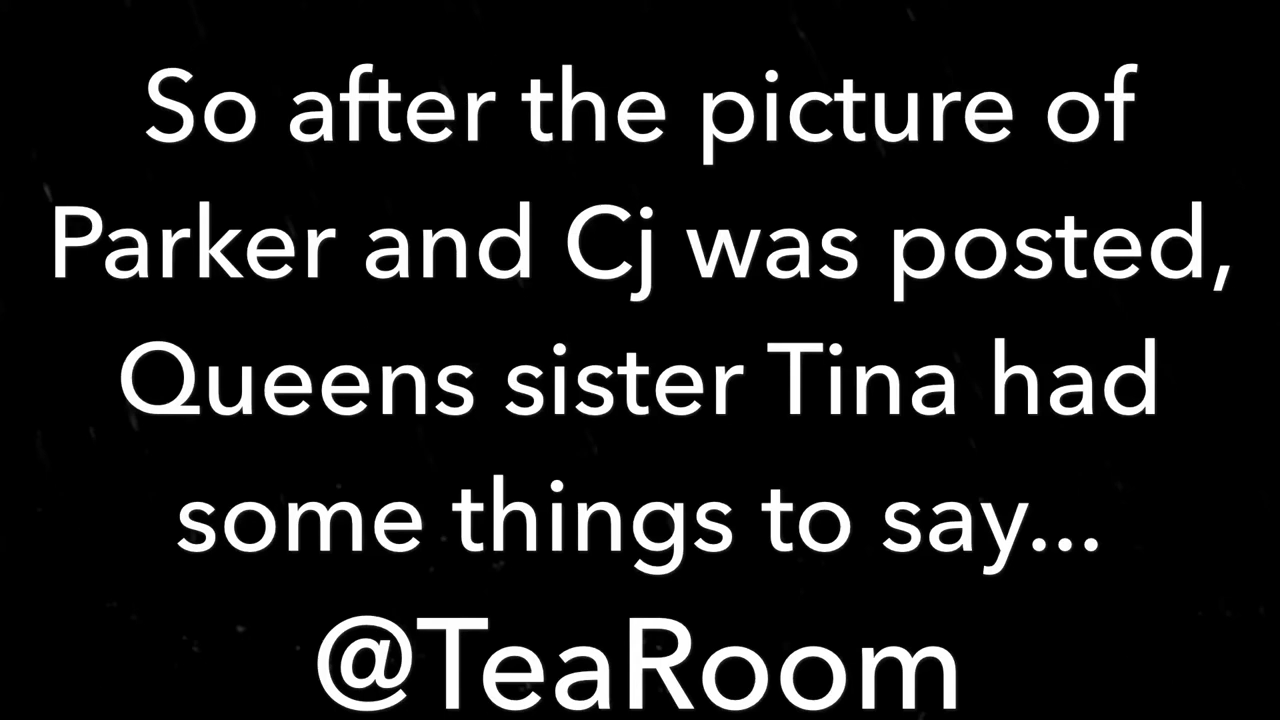 So after the picture of
Parker and Cj was posted,
Queens sister Tina had
some things to say...
@TeaRoom